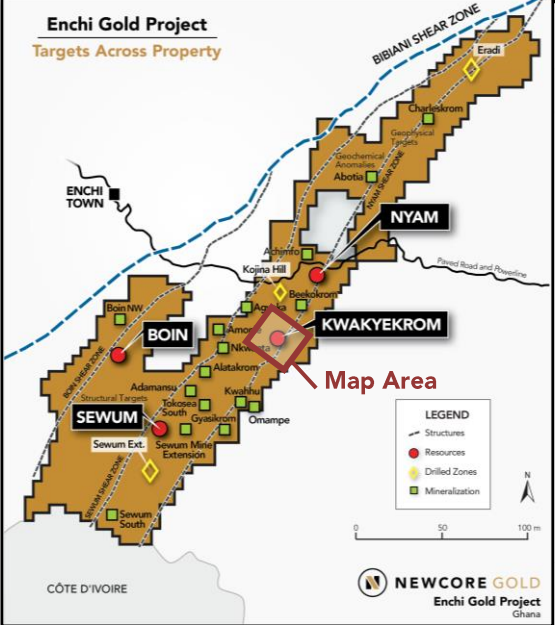 Enchi Gold Project
Targets Across Property
BIBIANI SHEAR ZONE
Eradi
Charleskrom
Geophysical
Targets
Geochemical
Anomalies
Abotia
NYAM SHEAR ZONE
ENCHI
TOWN
NYAM
Achimfo
Kojina Hill
Paved Road and Powerline
Beekokrom
Agyeka
Boin NW
KWAKYEKROM
Amono
BOIN
Nkwanta
Map Area
BOIN SHEAR ZONE
Alatakrom
Structural Targets
Adamansu
Kwahhu
Tokosea
South
Omampe
SEWUM
Gyasikrom
Sewum Ext.
Sewum Mine
Extension
SEWUM SHEAR ZONE
Sewum
South
LEGEND
Structures
Resources
Drilled Zones
Mineralization
N
0 50 100 m
CÔTE D'IVOIRE
N NEWCORE GOLD
Enchi Gold Project
Ghana